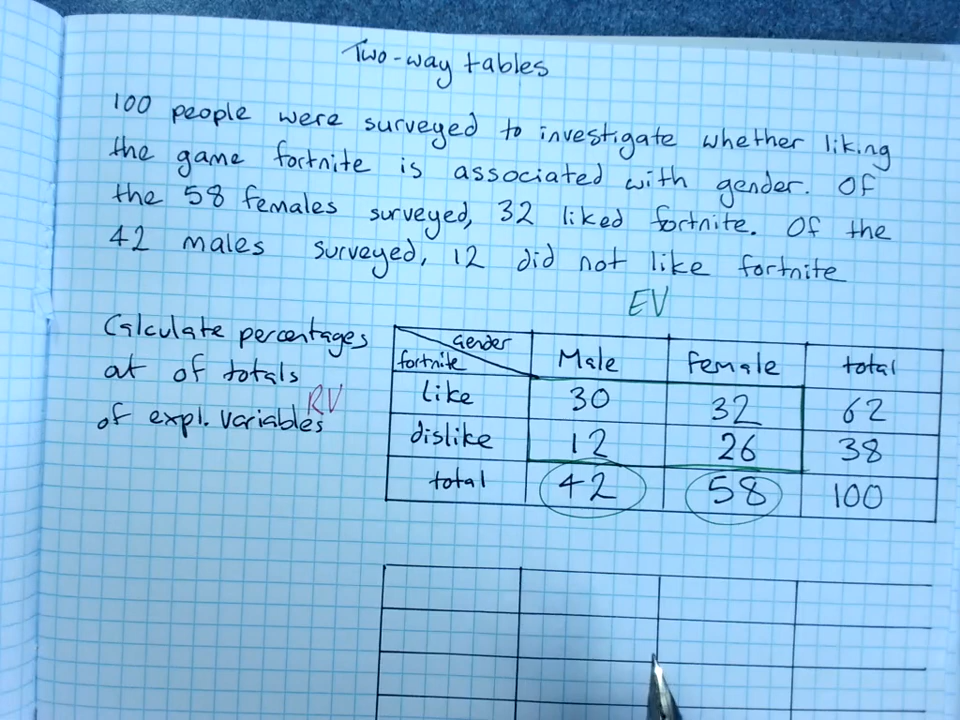 Two-way tables
100 people were surveyed to investigate whether liking
the game fortnite is associated with gender. Of
the 58 females surveyed, 32 liked fortnite. Of the
42 males surveyed, 12 did not like fortnite
EV
Calculate percentages
at of totals
of expl. variables
RV
Gender
fortnite Male Female total
like 30 32 62
dislike 12 26 38
total 42 58 100